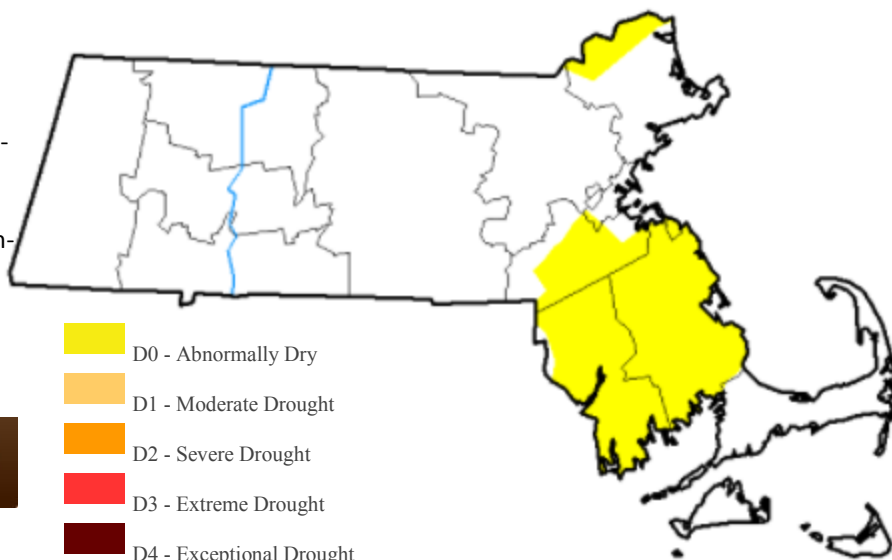 -
n-
D0 - Abnormally Dry
D1 - Moderate Drought
D2 - Severe Drought
D3 - Extreme Drought
D4 - Exceptional Drought